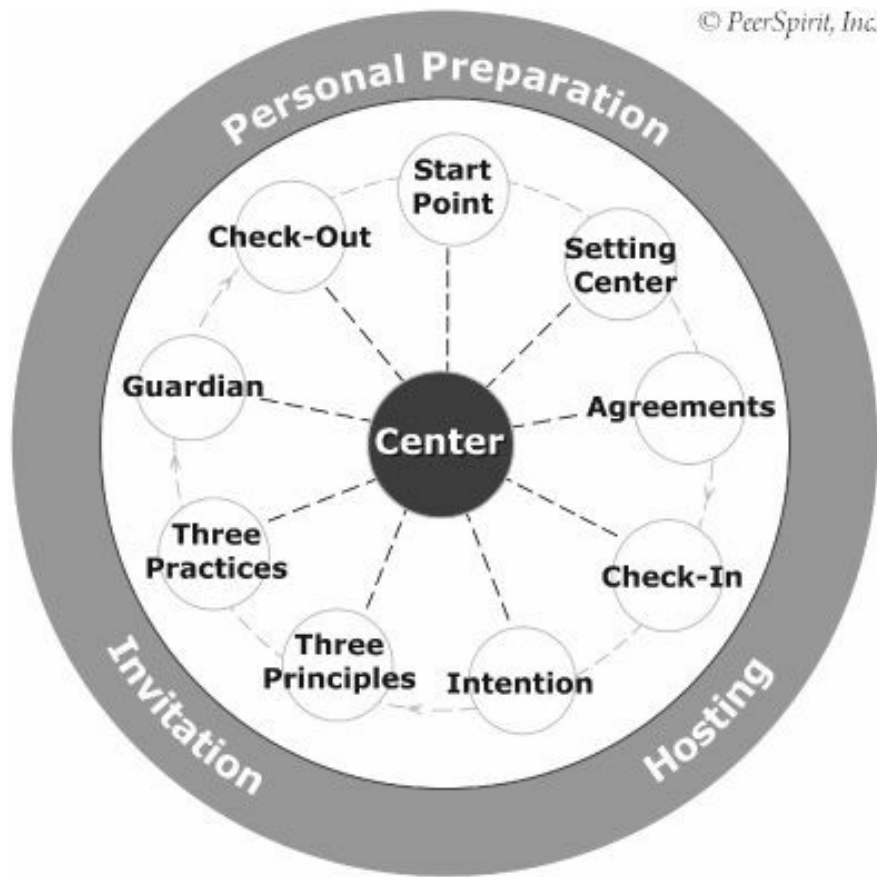 © PeerSpirit, Inc.
Personal Preparation
Start
Point
Check-Out
Setting
Center
Guardian
Agreements
Center
Three
Practices
Check-In
Three
Principles
Intention
Invitation
Hosting